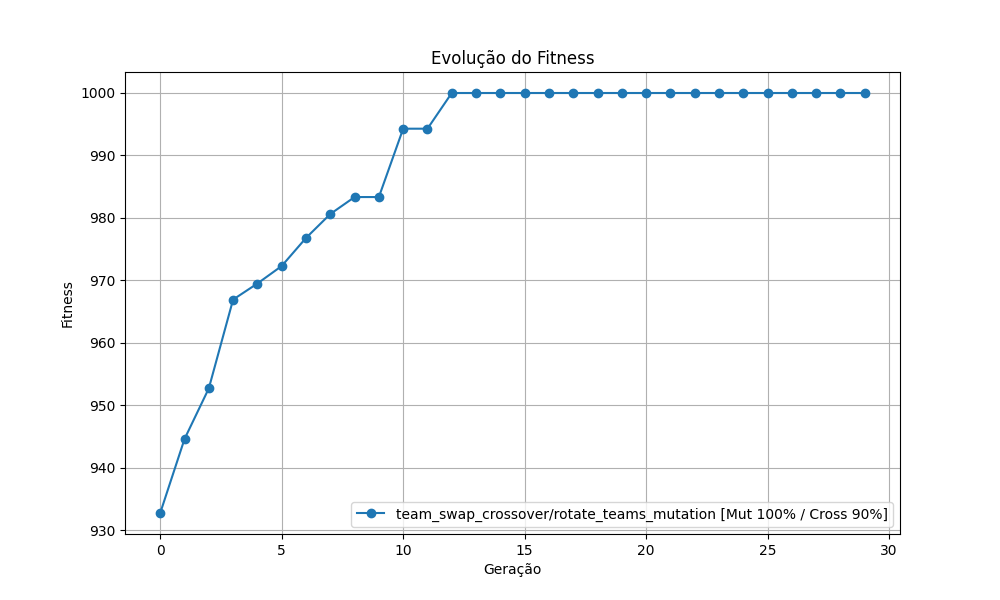 Evolução do Fitness
1000
990
980
970
960
950
940
930
Fitness
team_swap_crossover/rotate_teams_mutation [Mut 100% / Cross 90%]
0 5 10 15 20 25 30
Geração